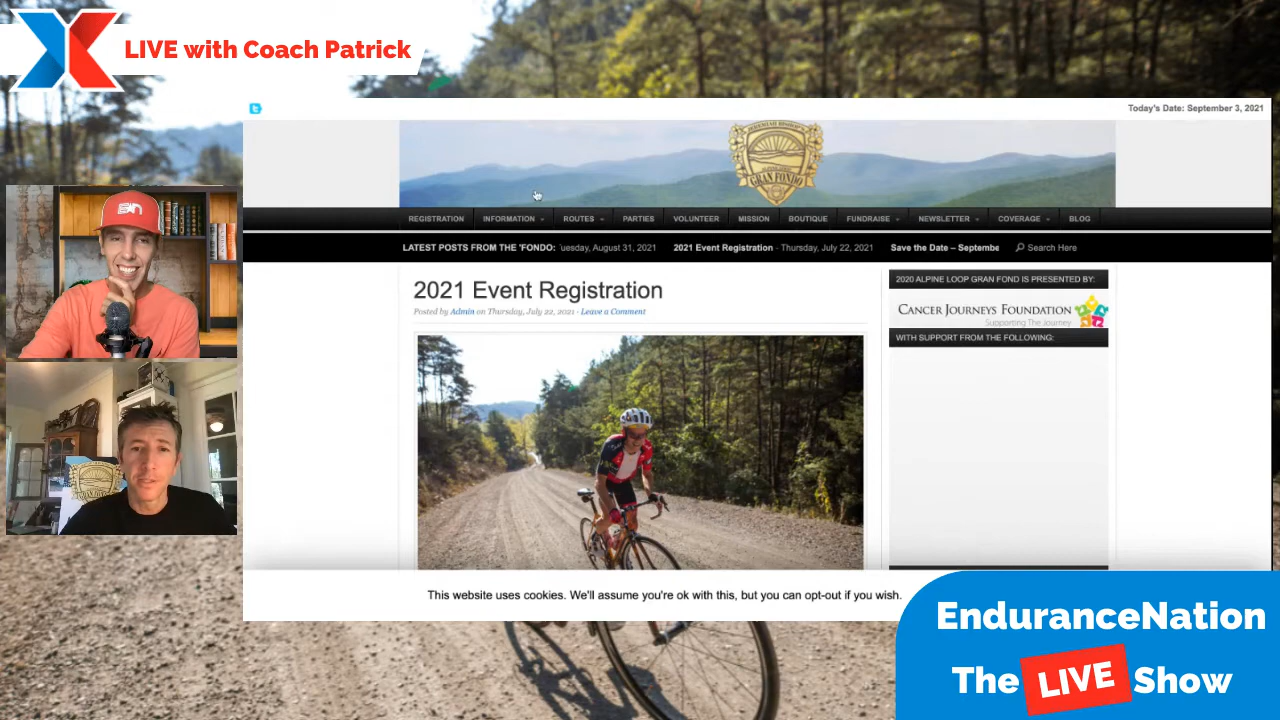 LIVE with Coach Patrick
Today's Date: September 3, 2021
GRAN FONDO
REGISTRATION INFORMATION ROUTES PARTIES VOLUNTEER MISSION BOUTIQUE FUNDRAISE NEWSLETTER COVERAGE BLOG
LATEST POSTS FROM THE 'FONDO: uesday, August 31, 2021 2021 Event Registration - Thursday, July 22, 2021 Save the Date – Septembe Search Here
2021 Event Registration
Posted by Admin on Thursday, July 22, 2021 · Leave a Comment
2020 ALPINE LOOP GRAN FOND IS PRESENTED BY:
CANCER JOURNEYS FOUNDATION
Supporting The Journey
WITH SUPPORT FROM THE FOLLOWING:
This website uses cookies. We'll assume you're ok with this, but you can opt-out if you wish.
EnduranceNation
The LIVE Show